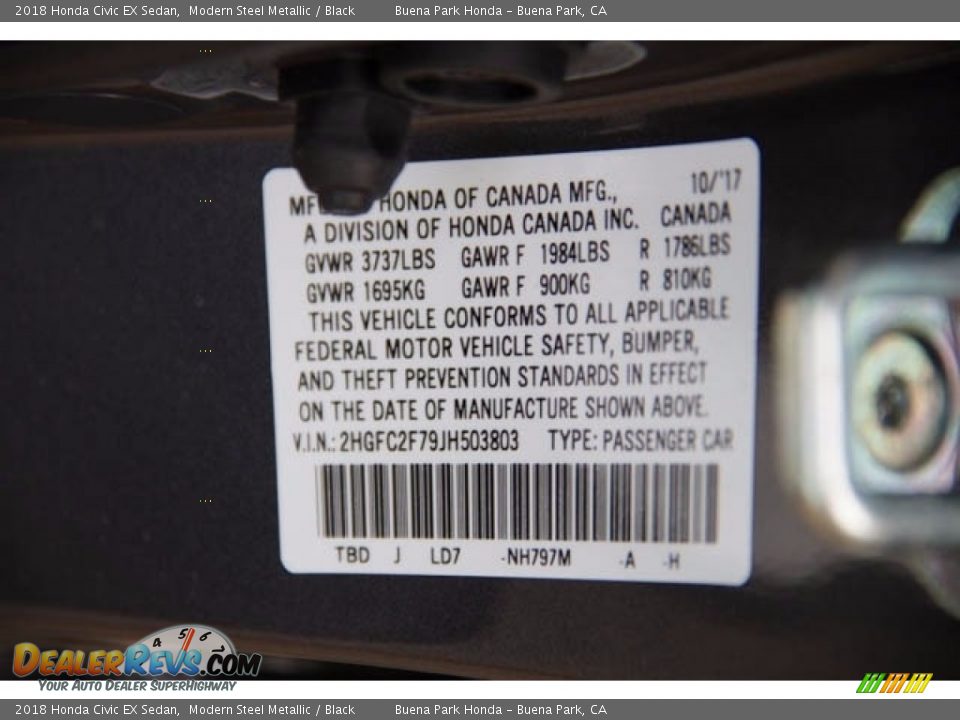 2018 Honda Civic EX Sedan, Modern Steel Metallic / Black Buena Park Honda – Buena Park, CA
HONDA OF CANADA MFG., 10/'17
A DIVISION OF HONDA CANADA INC. CANADA
GVWR 3737LBS GAWR F 1984LBS R 1786LBS
GVWR 1695KG GAWR F 900KG R 810KG
THIS VEHICLE CONFORMS TO ALL APPLICABLE
FEDERAL MOTOR VEHICLE SAFETY, BUMPER,
AND THEFT PREVENTION STANDARDS IN EFFECT
ON THE DATE OF MANUFACTURE SHOWN ABOVE.
V.I.N.: 2HGFC2F79JH503803 TYPE: PASSENGER CAR
TBD J LD7 -NH797M -A -H
4 5 6 7
DEALERREVS.COM
YOUR AUTO DEALER SUPERHIGHWAY
2018 Honda Civic EX Sedan, Modern Steel Metallic / Black Buena Park Honda – Buena Park, CA